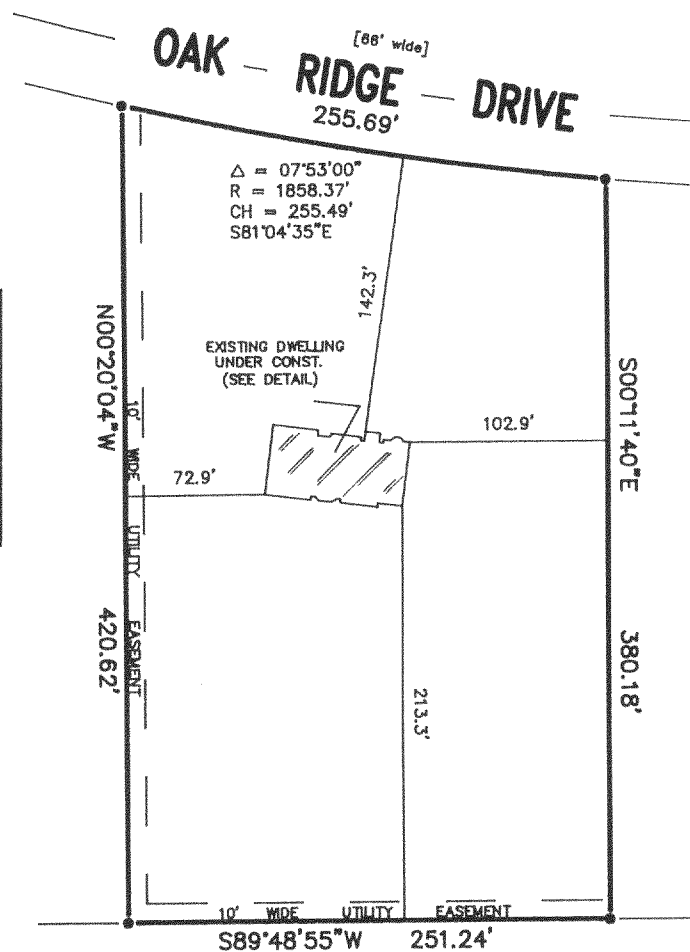 [66' wide]
OAK — RIDGE — DRIVE
255.69'
Δ = 07°53'00"
R = 1858.37'
CH = 255.49'
S81°04'35"E
142.3'
EXISTING DWELLING
UNDER CONST.
(SEE DETAIL)
102.9'
72.9'
N00°20'04"W
420.62'
10' WIDE UTILITY EASEMENT
S00°11'40"E
380.18'
213.3'
10' WIDE UTILITY EASEMENT
S89°48'55"W 251.24'